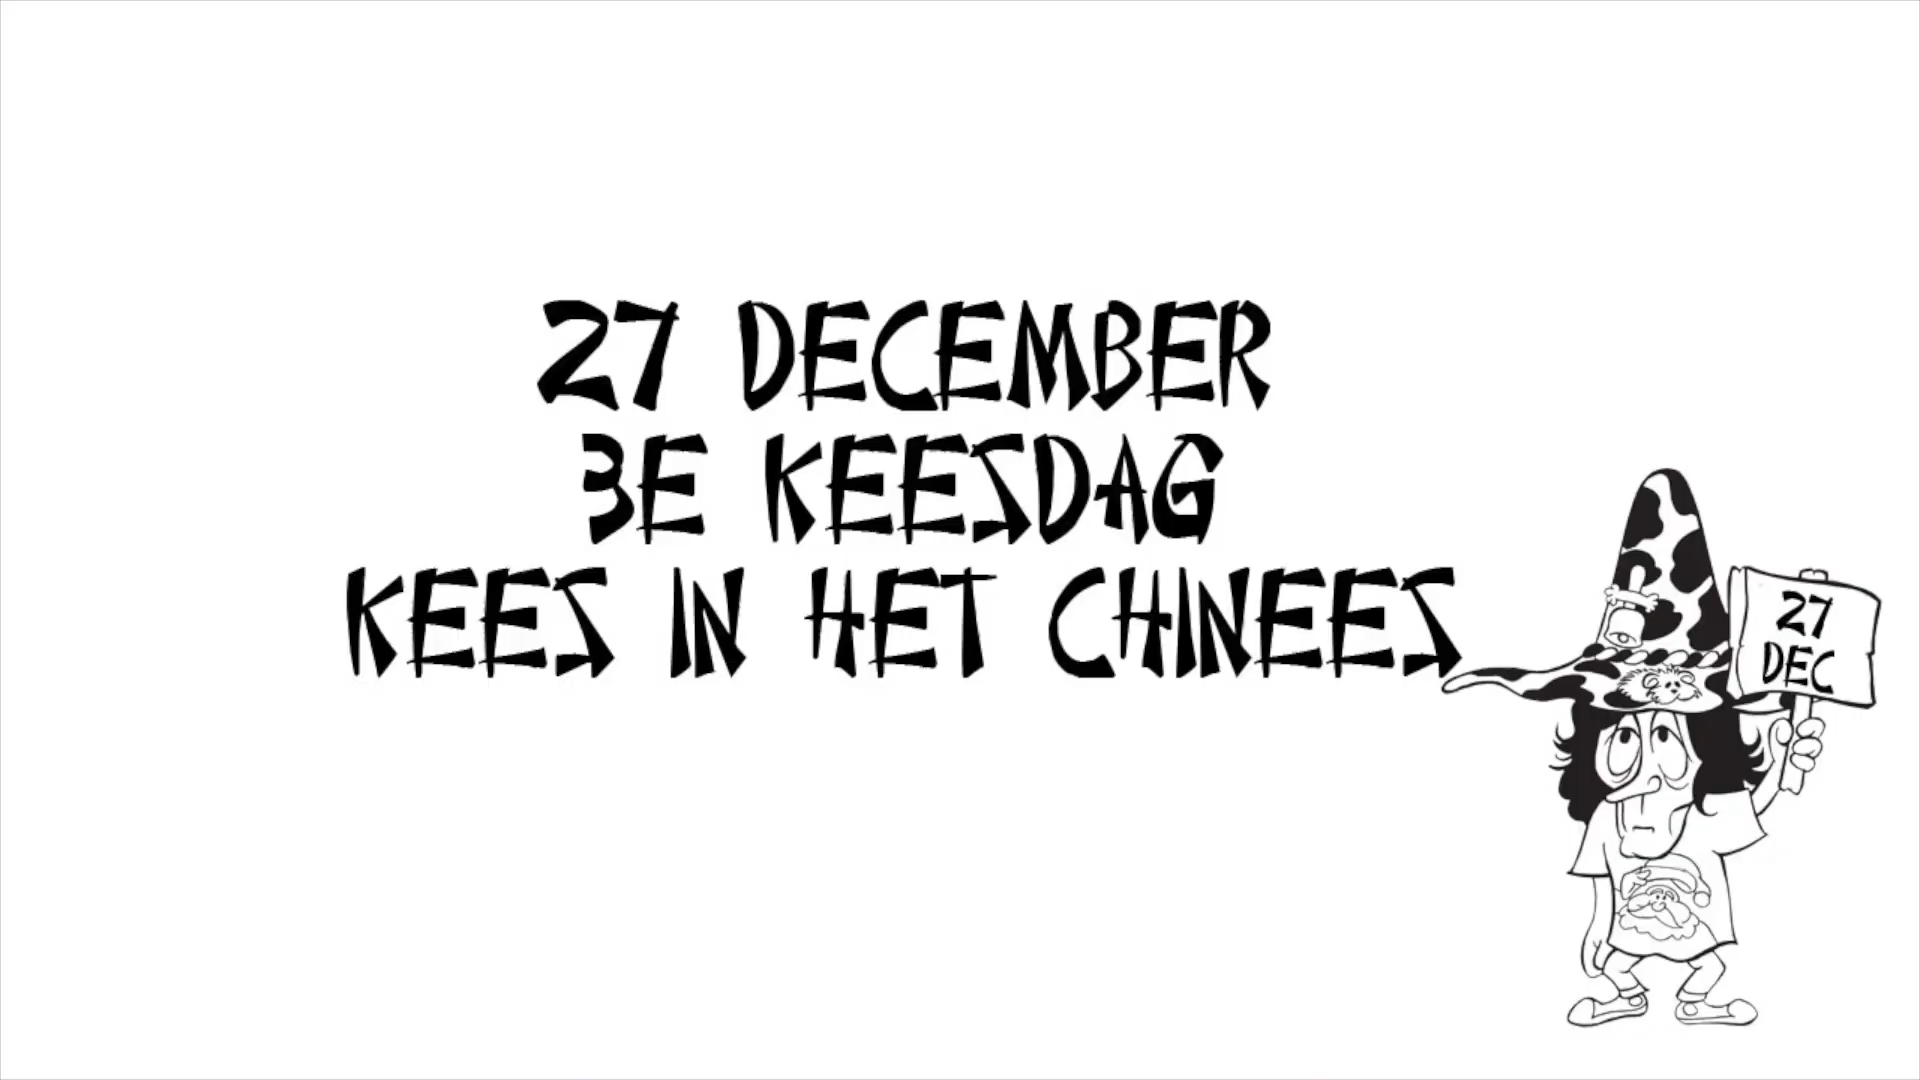 27 DECEMBER
3E KEESDAG
KEES IN HET CHINEES
27
DEC